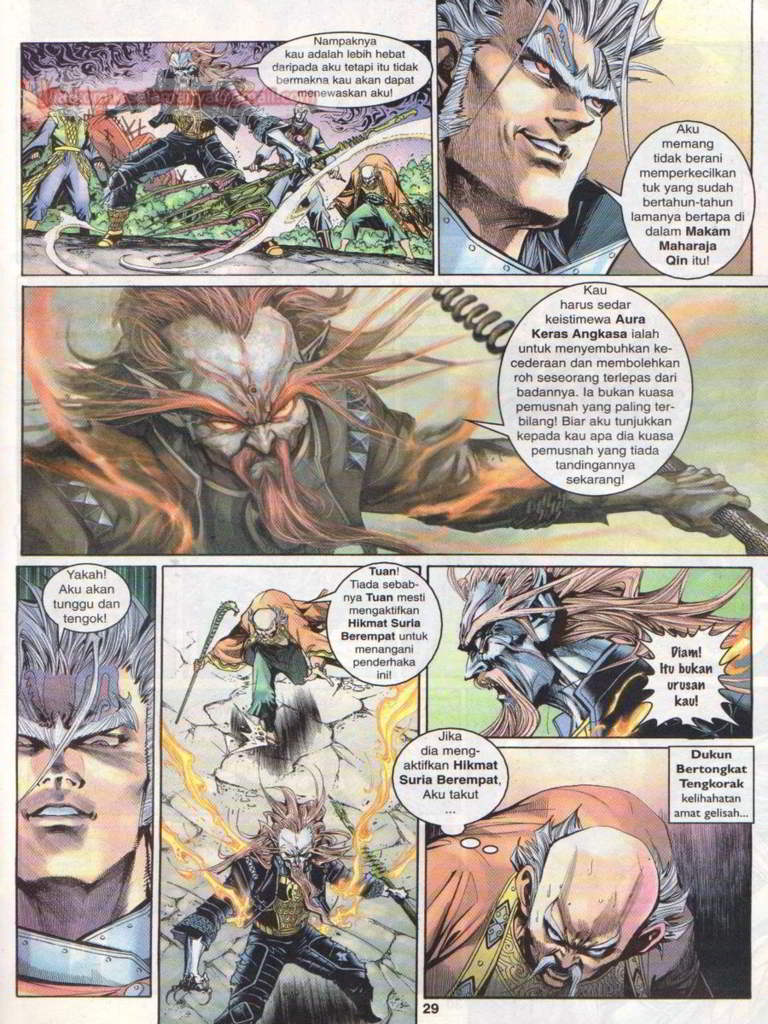 Nampaknya
kau adalah lebih hebat
daripada aku tetapi itu tidak
bermakna kau akan dapat
menewaskan aku!
Aku
memang
tidak berani
memperkecilkan
tuk yang sudah
bertahun-tahun
lamanya bertapa di
dalam Makam
Maharaja
Qin itu!
Kau
harus sedar
keistimewa Aura
Keras Angkasa ialah
untuk menyembuhkan ke-
cederaan dan membolehkan
roh seseorang terlepas dari
badannya. Ia bukan kuasa
pemusnah yang paling ter-
bilang! Biar aku tunjukkan
kepada kau apa dia kuasa
pemusnah yang tiada
tandingannya
sekarang!
Yakah!
Aku akan
tunggu dan
tengok!
Tuan!
Tiada sebab-
nya Tuan mesti
mengaktifkan
Hikmat Suria
Berempat untuk
menangani
penderhaka
ini!
Diam!
Itu bukan
urusan
kau!
Jika
dia meng-
aktifkan Hikmat
Suria Berempat,
Aku takut
...
Dukun
Bertongkat
Tengkorak
kelihahatan
amat gelisah...
29